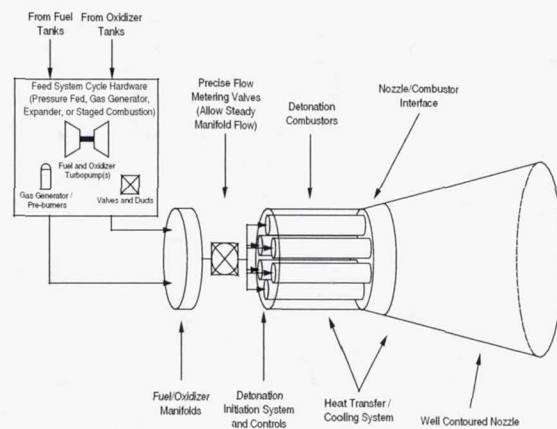 From Fuel
Tanks
From Oxidizer
Tanks
Feed System Cycle Hardware
(Pressure Fed, Gas Generator,
Expander, or Staged Combustion)
Fuel and Oxidizer
Turbopump(s)
Gas Generator /
Pre-burners
Valves and Ducts
Precise Flow
Metering Valves
(Allow Steady
Manifold Flow)
Detonation
Combustors
Nozzle/Combustor
Interface
Fuel/Oxidizer
Manifolds
Detonation
Initiation System
and Controls
Heat Transfer /
Cooling System
Well Contoured Nozzle